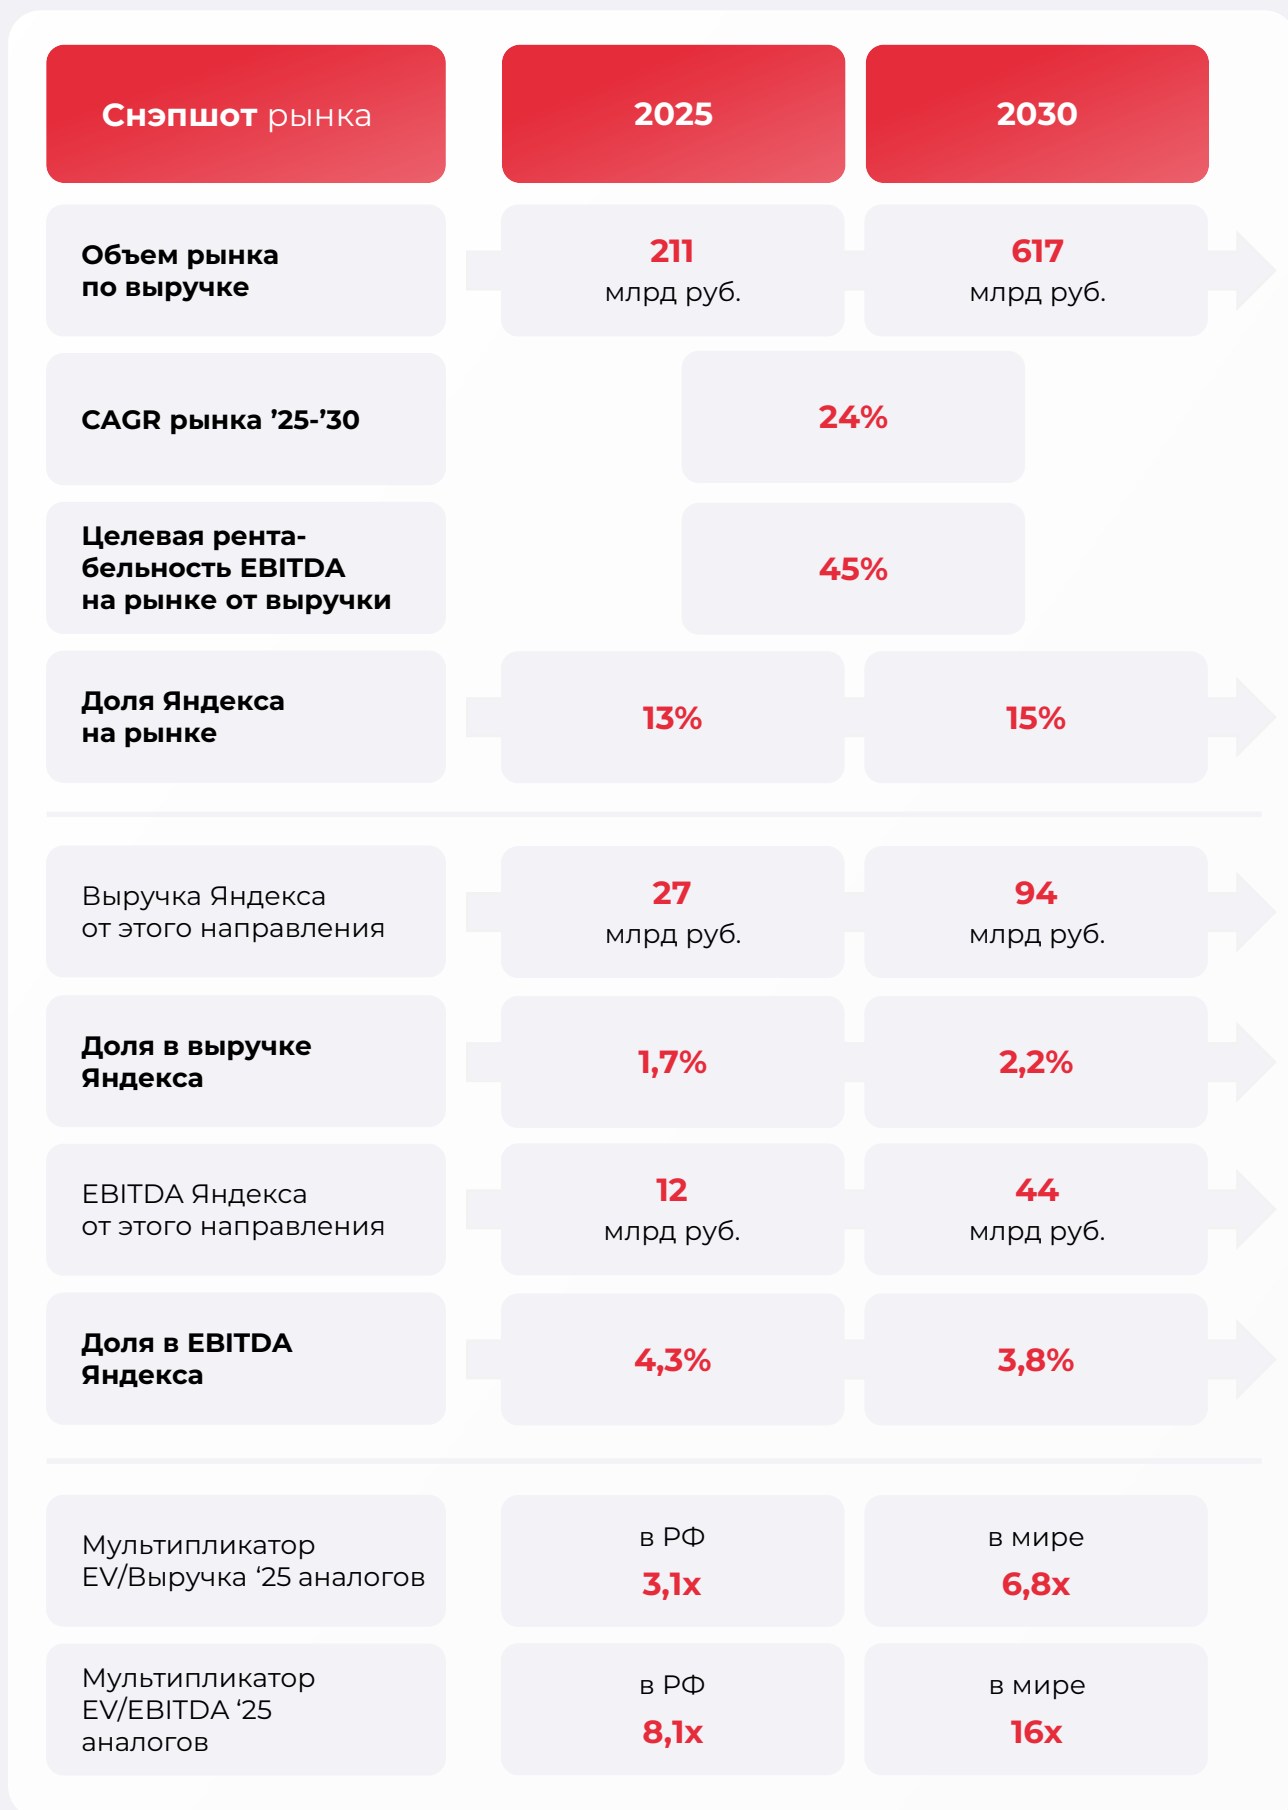 Снэпшот рынка
2025
2030
Объем рынка
по выручке
211
млрд руб.
617
млрд руб.
CAGR рынка ’25-’30
24%
Целевая рента-
бельность EBITDA
на рынке от выручки
45%
Доля Яндекса
на рынке
13%
15%
Выручка Яндекса
от этого направления
27
млрд руб.
94
млрд руб.
Доля в выручке
Яндекса
1,7%
2,2%
EBITDA Яндекса
от этого направления
12
млрд руб.
44
млрд руб.
Доля в EBITDA
Яндекса
4,3%
3,8%
Мультипликатор
EV/Выручка ‘25 аналогов
в РФ
3,1x
в мире
6,8x
Мультипликатор
EV/EBITDA ‘25
аналогов
в РФ
8,1x
в мире
16x